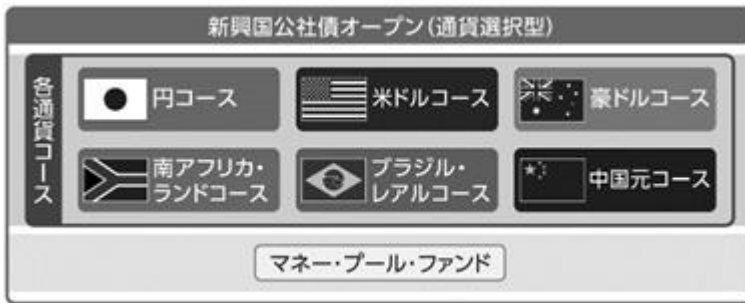 新興国公社債オープン(通貨選択型)
各通貨コース
円コース
米ドルコース
豪ドルコース
南アフリカ・
ランドコース
ブラジル・
レアルコース
中国元コース
マネー・プール・ファンド